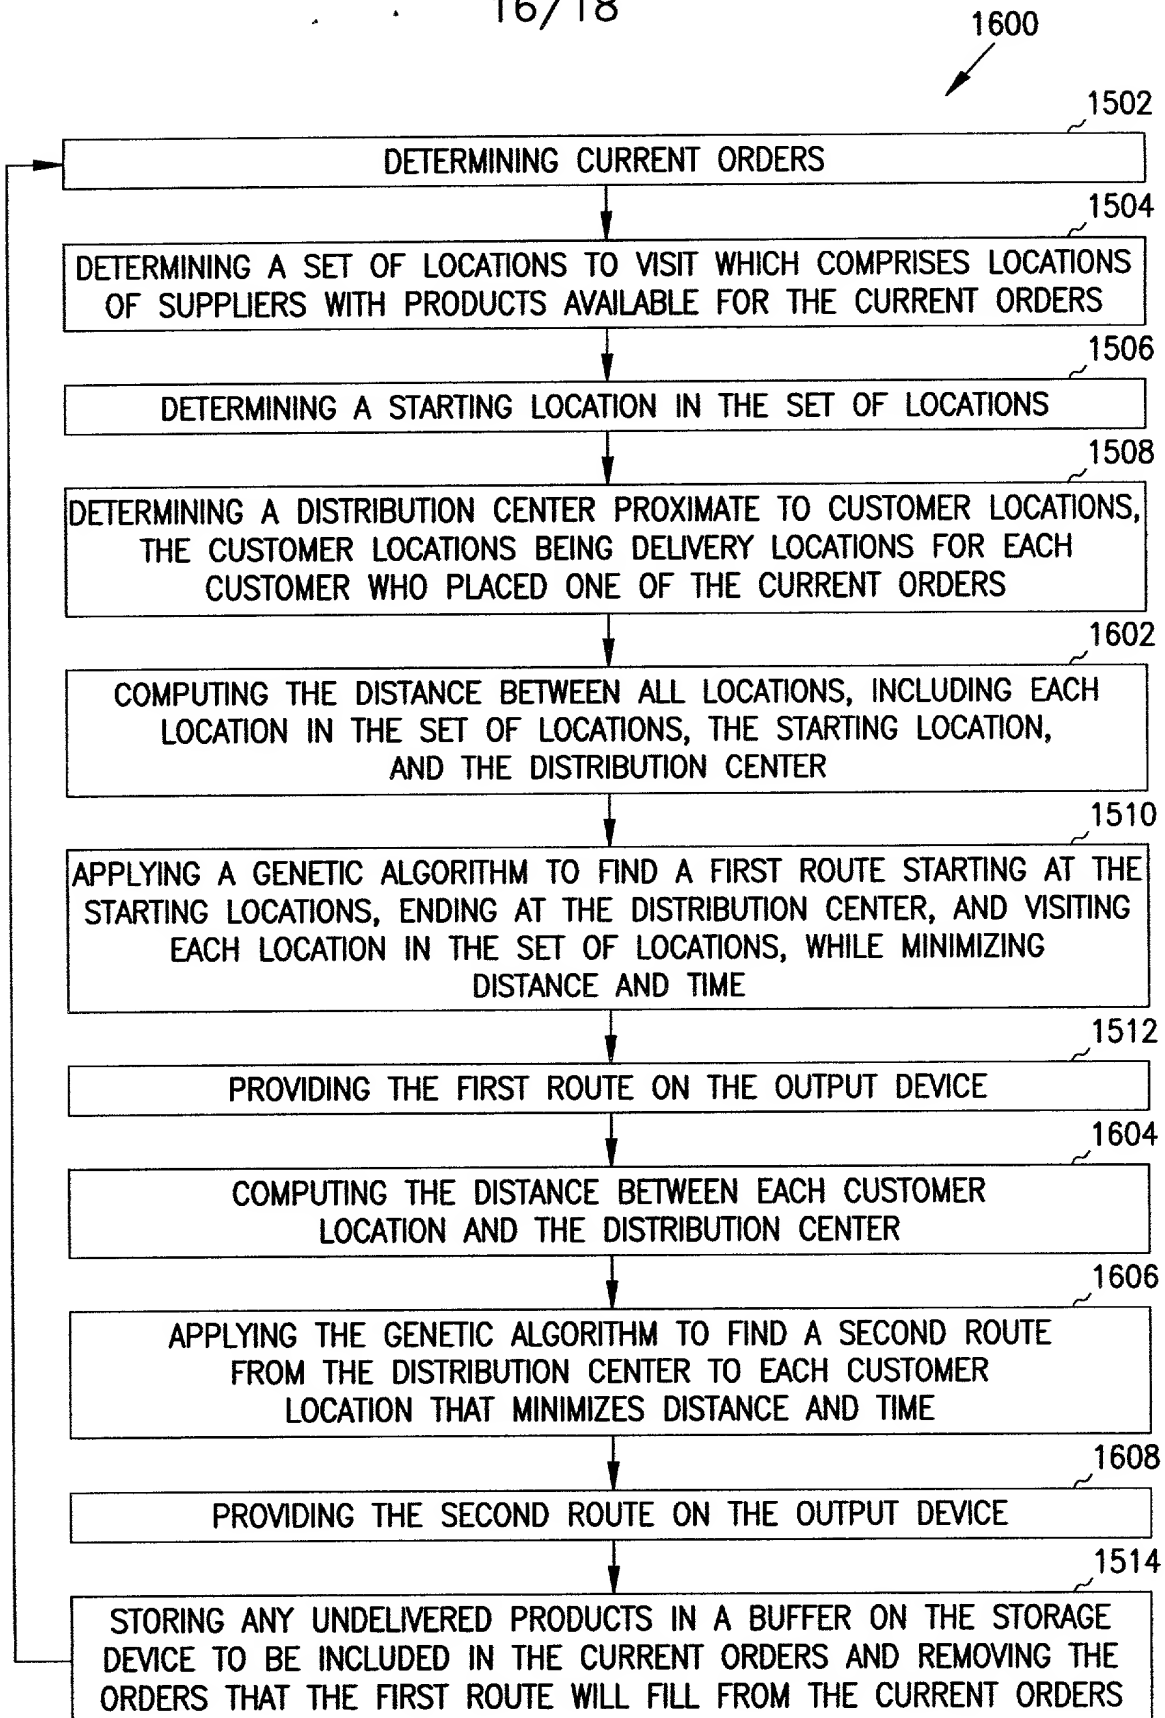 16/18
1600
1502
DETERMINING CURRENT ORDERS
1504
DETERMINING A SET OF LOCATIONS TO VISIT WHICH COMPRISES LOCATIONS
OF SUPPLIERS WITH PRODUCTS AVAILABLE FOR THE CURRENT ORDERS
1506
DETERMINING A STARTING LOCATION IN THE SET OF LOCATIONS
1508
DETERMINING A DISTRIBUTION CENTER PROXIMATE TO CUSTOMER LOCATIONS,
THE CUSTOMER LOCATIONS BEING DELIVERY LOCATIONS FOR EACH
CUSTOMER WHO PLACED ONE OF THE CURRENT ORDERS
1602
COMPUTING THE DISTANCE BETWEEN ALL LOCATIONS, INCLUDING EACH
LOCATION IN THE SET OF LOCATIONS, THE STARTING LOCATION,
AND THE DISTRIBUTION CENTER
1510
APPLYING A GENETIC ALGORITHM TO FIND A FIRST ROUTE STARTING AT THE
STARTING LOCATIONS, ENDING AT THE DISTRIBUTION CENTER, AND VISITING
EACH LOCATION IN THE SET OF LOCATIONS, WHILE MINIMIZING
DISTANCE AND TIME
1512
PROVIDING THE FIRST ROUTE ON THE OUTPUT DEVICE
1604
COMPUTING THE DISTANCE BETWEEN EACH CUSTOMER
LOCATION AND THE DISTRIBUTION CENTER
1606
APPLYING THE GENETIC ALGORITHM TO FIND A SECOND ROUTE
FROM THE DISTRIBUTION CENTER TO EACH CUSTOMER
LOCATION THAT MINIMIZES DISTANCE AND TIME
1608
PROVIDING THE SECOND ROUTE ON THE OUTPUT DEVICE
1514
STORING ANY UNDELIVERED PRODUCTS IN A BUFFER ON THE STORAGE
DEVICE TO BE INCLUDED IN THE CURRENT ORDERS AND REMOVING THE
ORDERS THAT THE FIRST ROUTE WILL FILL FROM THE CURRENT ORDERS